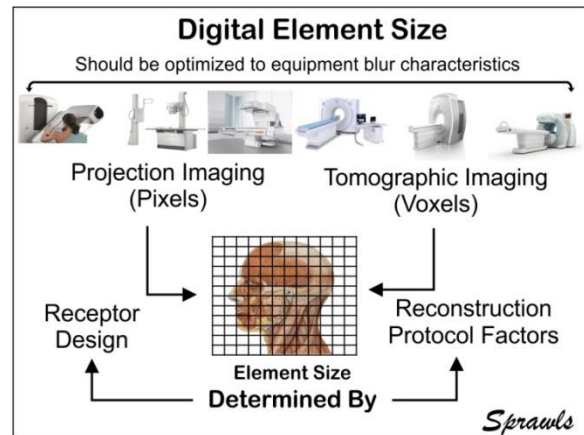 Digital Element Size
Should be optimized to equipment blur characteristics
Projection Imaging
(Pixels)
Tomographic Imaging
(Voxels)
Receptor
Design
Reconstruction
Protocol Factors
Element Size
Determined By
Sprawls